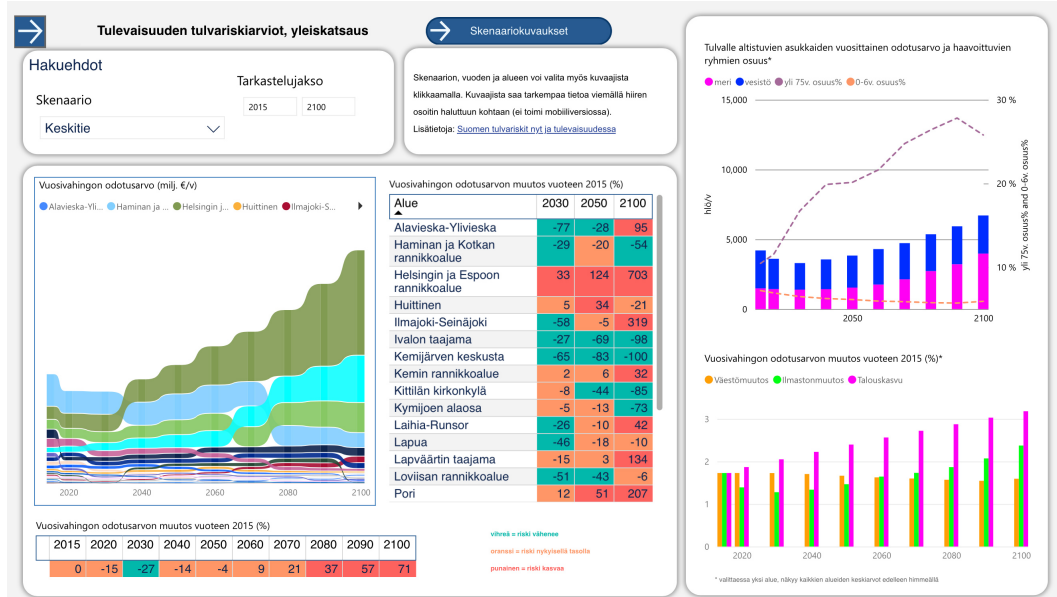 Tulevaisuuden tulvariskiarviot, yleiskatsaus
Skenaariokuvaukset
Hakuehdot
Skenaario
Keskitie
Tarkastelujakso
2015 2100
Skenaarion, vuoden ja alueen voi valita myös kuvaajista
klikkaamalla. Kuvaajista saa tarkempaa tietoa viemällä hiiren
osoitin haluttuun kohtaan (ei toimi mobiiliversiossa).
Lisätietoja: Suomen tulvariskit nyt ja tulevaisuudessa
Vuosivahingon odotusarvo (milj. €/v)
Alavieska-Yli... Haminan ja ... Helsingin j... Huittinen Ilmajoki-S...
2020 2040 2060 2080 2100
Vuosivahingon odotusarvon muutos vuoteen 2015 (%)
Alue 2030 2050 2100
Alavieska-Ylivieska -77 -28 95
Haminan ja Kotkan
rannikkoalue -29 -20 -54
Helsingin ja Espoon
rannikkoalue 33 124 703
Huittinen 5 34 -21
Ilmajoki-Seinäjoki -58 -5 319
Ivalon taajama -27 -69 -98
Kemijärven keskusta -65 -83 -100
Kemin rannikkoalue 2 6 32
Kittilän kirkonkylä -8 -44 -85
Kymijoen alaosa -5 -13 -73
Laihia-Runsor -26 -10 42
Lapua -46 -18 -10
Lapväärtin taajama -15 3 134
Loviisan rannikkoalue -51 -43 -6
Pori 12 51 207
Vuosivahingon odotusarvon muutos vuoteen 2015 (%)
2015 2020 2030 2040 2050 2060 2070 2080 2090 2100
0 -15 -27 -14 -4 9 21 37 57 71
vihreä = riski vähenee
oranssi = riski nykyisellä tasolla
punainen = riski kasvaa
Tulvalle altistuvien asukkaiden vuosittainen odotusarvo ja haavoittuvien
ryhmien osuus*
meri vesistö yli 75v. osuus% 0-6v. osuus%
15,000 30 %
10,000
20 %
5,000
10 %
0
hlö/v
yli 75v. osuus% and 0-6v. osuus%
2050 2100
Vuosivahingon odotusarvon muutos vuoteen 2015 (%)*
Väestömuutos Ilmastonmuutos Talouskasvu
3
2
1
0
2020 2040 2060 2080 2100
* valittaessa yksi alue, näkyy kaikkien alueiden keskiarvot edelleen himmeällä